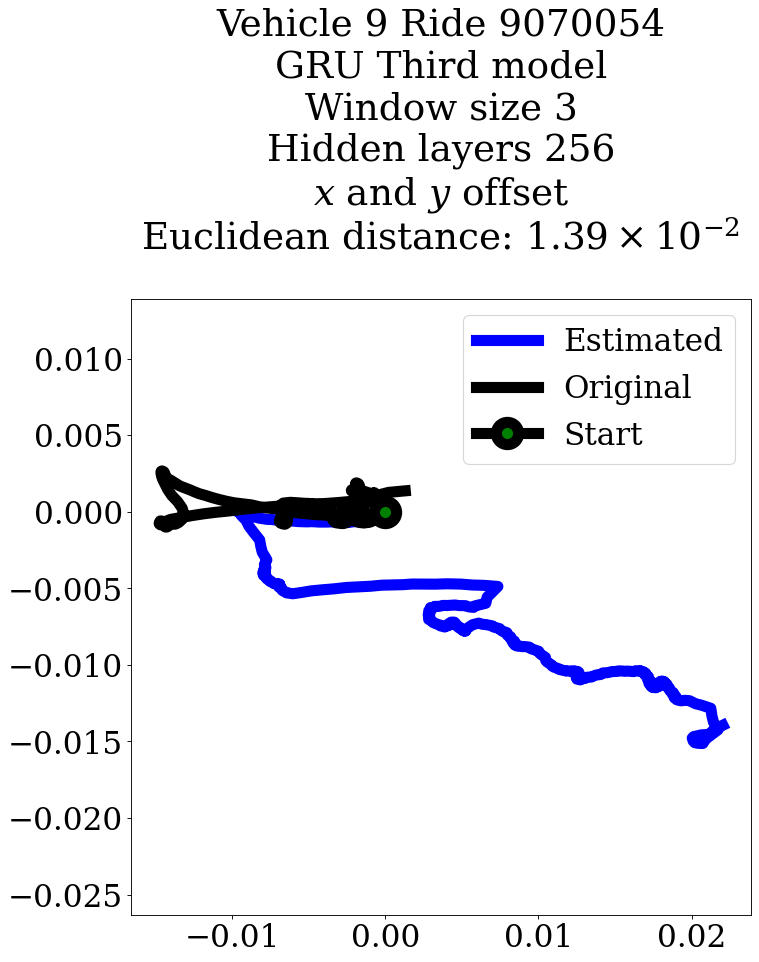 Vehicle 9 Ride 9070054
GRU Third model
Window size 3
Hidden layers 256
x and y offset
Euclidean distance: 1.39 × 10⁻²
Estimated
Original
Start
0.010
0.005
0.000
−0.005
−0.010
−0.015
−0.020
−0.025
−0.01 0.00 0.01 0.02